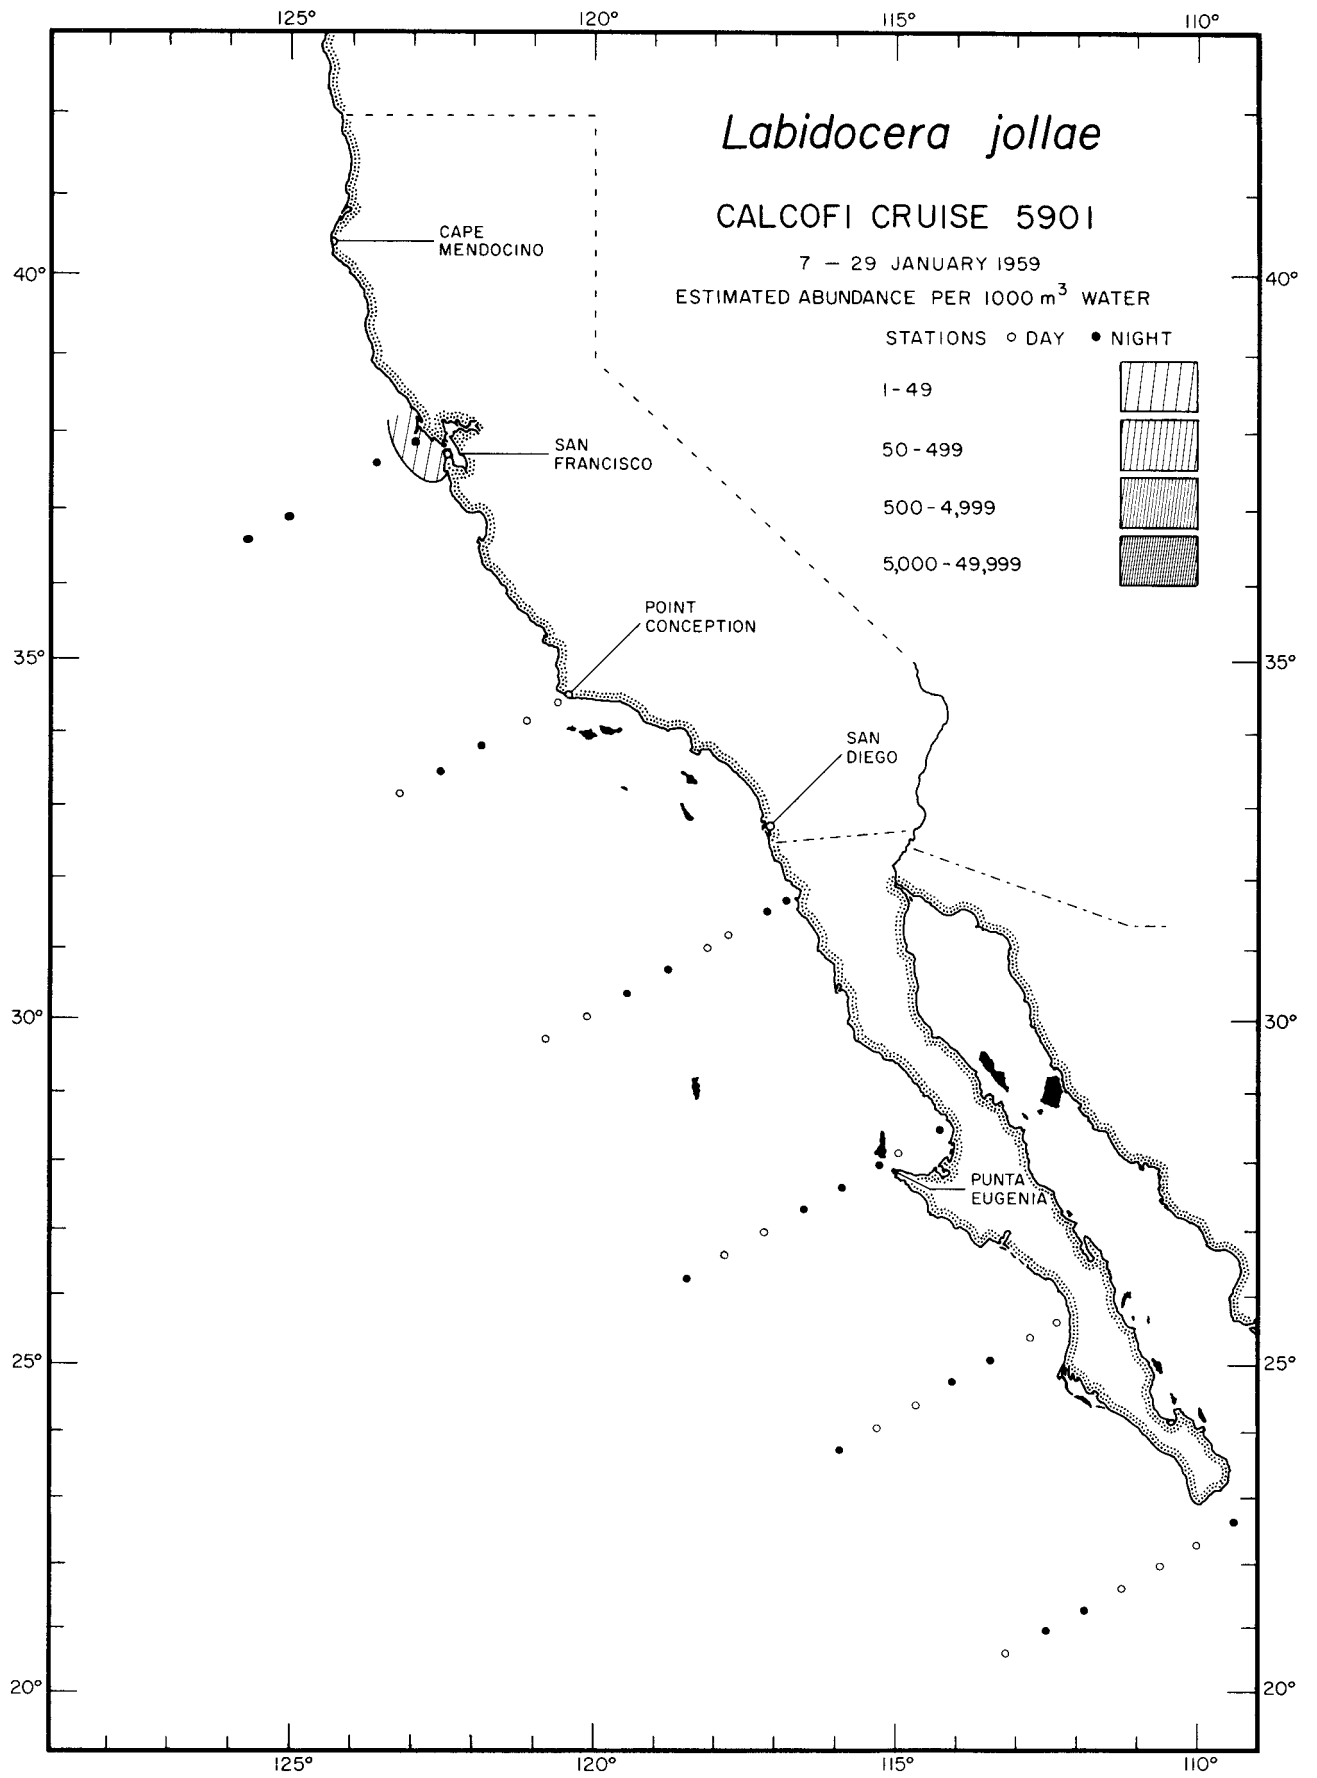 125° 120° 115° 110°
Labidocera jollae
CALCOFI CRUISE 5901
7 – 29 JANUARY 1959
ESTIMATED ABUNDANCE PER 1000 m³ WATER
STATIONS ○ DAY ● NIGHT
1-49
50-499
500-4,999
5,000-49,999
CAPE
MENDOCINO
40° 40°
SAN
FRANCISCO
POINT
CONCEPTION
35° 35°
SAN
DIEGO
30° 30°
PUNTA
EUGENIA
25° 25°
20° 20°
125° 120° 115° 110°